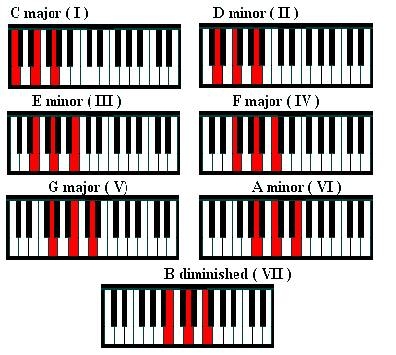 C major ( I )
D minor ( II )
E minor ( III )
F major ( IV )
G major ( V)
A minor ( VI )
B diminished ( VII )